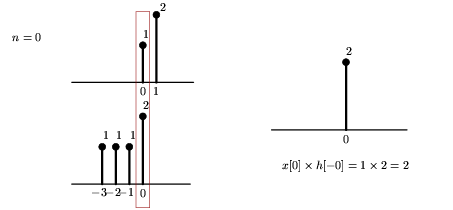 2
1
n = 0
0 1
2
1 1 1
−3−2−1 0
2
0
x[0] × h[−0] = 1 × 2 = 2